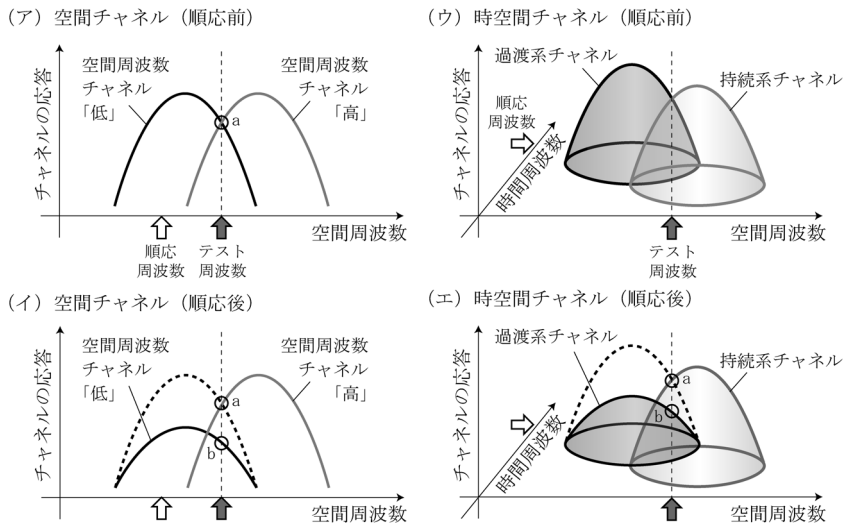 （ア）空間チャネル（順応前）
チャネルの応答
空間周波数
チャネル
「低」
空間周波数
チャネル
「高」
a
空間周波数
順応
周波数
テスト
周波数
（ウ）時空間チャネル（順応前）
チャネルの応答
過渡系チャネル
持続系チャネル
順応
周波数
時間周波数
空間周波数
テスト
周波数
（イ）空間チャネル（順応後）
チャネルの応答
空間周波数
チャネル
「低」
空間周波数
チャネル
「高」
a
b
空間周波数
（エ）時空間チャネル（順応後）
チャネルの応答
過渡系チャネル
持続系チャネル
a
b
時間周波数
空間周波数